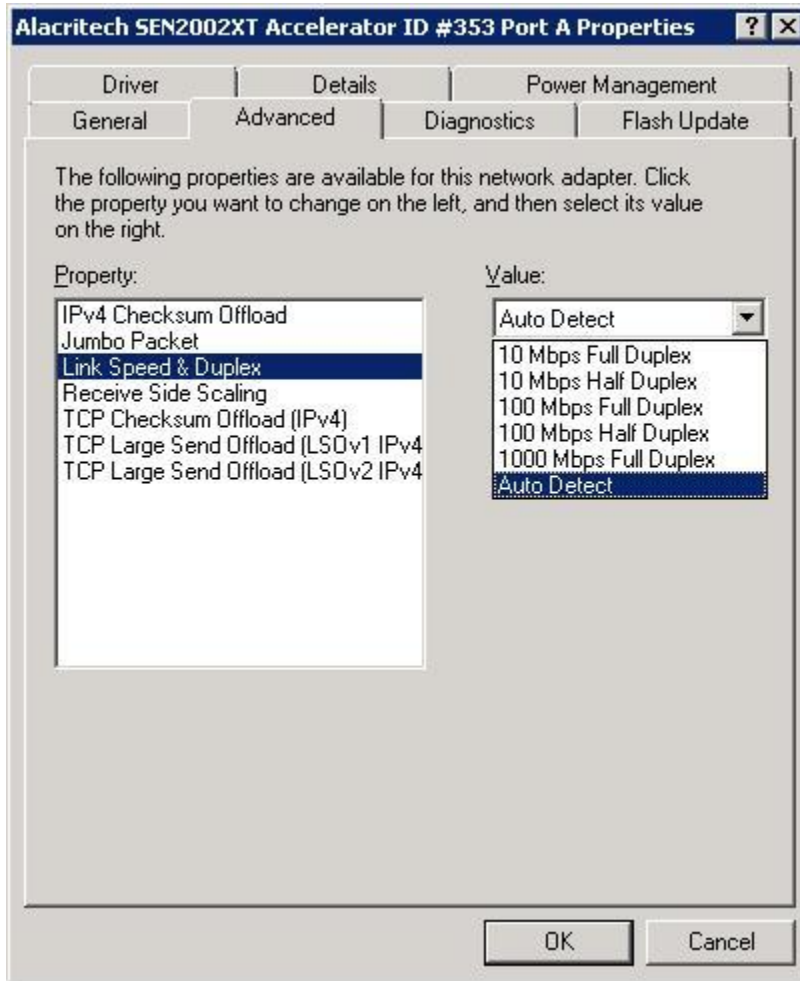 Alacritech SEN2002XT Accelerator ID #353 Port A Properties
Driver
Details
Power Management
General
Advanced
Diagnostics
Flash Update
The following properties are available for this network adapter. Click
the property you want to change on the left, and then select its value
on the right.
Property:
IPv4 Checksum Offload
Jumbo Packet
Link Speed & Duplex
Receive Side Scaling
TCP Checksum Offload (IPv4)
TCP Large Send Offload (LSOv1 IPv4
TCP Large Send Offload (LSOv2 IPv4
Value:
Auto Detect
10 Mbps Full Duplex
10 Mbps Half Duplex
100 Mbps Full Duplex
100 Mbps Half Duplex
1000 Mbps Full Duplex
Auto Detect
OK
Cancel